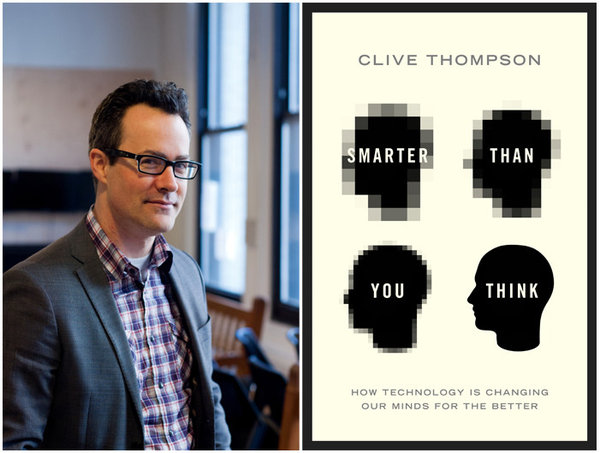 CLIVE THOMPSON
SMARTER THAN
YOU THINK
HOW TECHNOLOGY IS CHANGING
OUR MINDS FOR THE BETTER